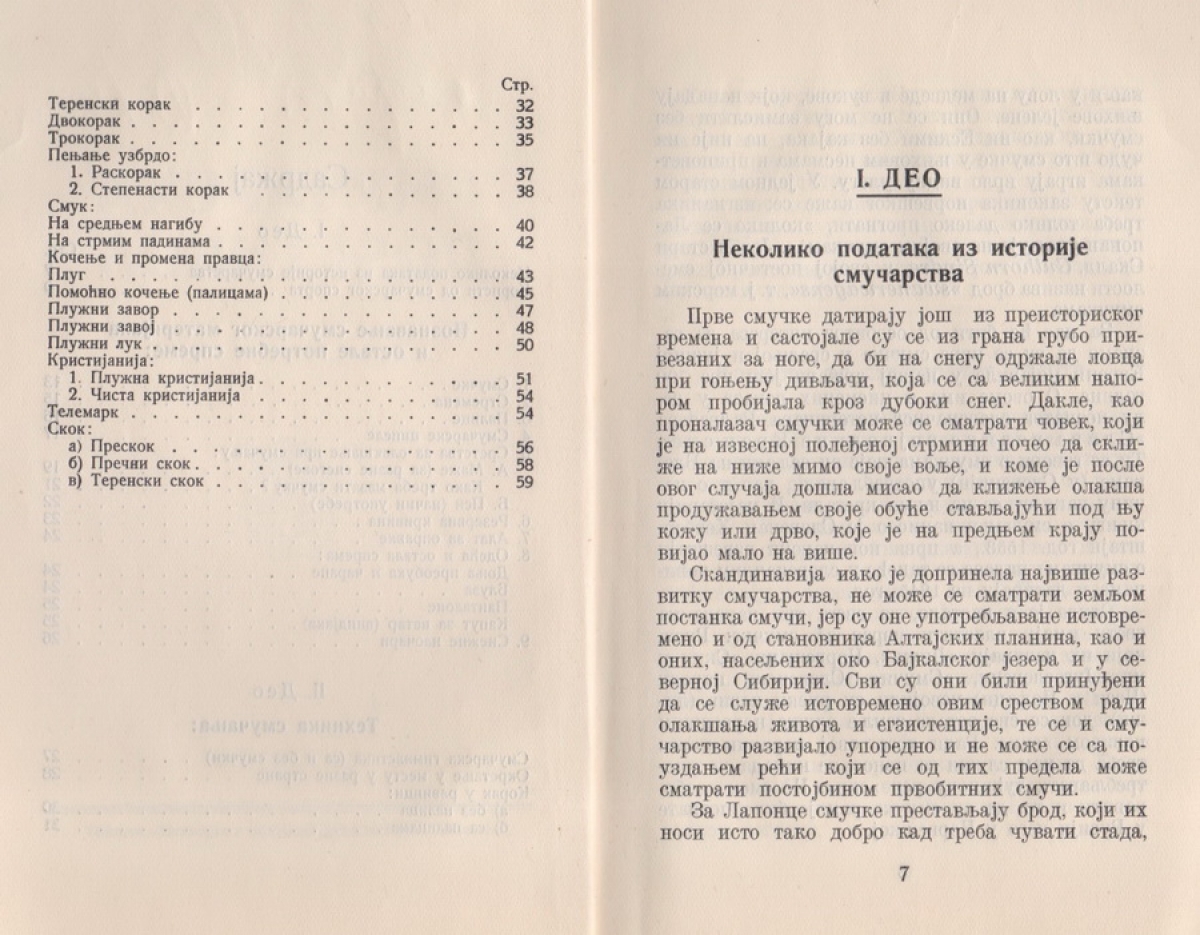 Стр.
Теренски корак . . . . . . . . . . . . 32
Двокорак . . . . . . . . . . . . . . 33
Трокорак . . . . . . . . . . . . . . 35
Пењање узбрдо:
1. Раскорак . . . . . . . . . . . . 37
2. Степенасти корак . . . . . . . . . . 38
Смук:
На средњем нагибу . . . . . . . . . . . 40
На стрмим падинама . . . . . . . . . . . 42
Кочење и промена правца:
Плуг . . . . . . . . . . . . . . . 43
Помоћно кочење (палицама) . . . . . . . . . 45
Плужни завор . . . . . . . . . . . . . 47
Плужни завој . . . . . . . . . . . . . 48
Плужни лук . . . . . . . . . . . . . 50
Кристијанија:
1. Плужна кристијанија . . . . . . . . . 51
2. Чиста кристијанија . . . . . . . . . . 54
Телемарк . . . . . . . . . . . . . . 54
Скок:
а) Прескок . . . . . . . . . . . . 56
б) Пречни скок . . . . . . . . . . . 58
в) Теренски скок . . . . . . . . . . . 59
I. ДЕО
Неколико података из историје
смучарства
Прве смучке датирају још из преисториског
времена и састојале су се из грана грубо при-
везаних за ноге, да би на снегу одржале ловца
при гоњењу дивљачи, која се са великим напо-
ром пробијала кроз дубоки снег. Дакле, као
проналазач смучки може се сматрати човек, који
је на извесној полеђеној стрмини почео да скли-
же на ниже мимо своје воље, и коме је после
овог случаја дошла мисао да клижење олакша
продужавањем своје обуће стављајући под њу
кожу или дрво, које је на предњем крају по-
вијао мало на више.
Скандинавија иако је допринела највише раз-
витку смучарства, не може се сматрати земљом
постанка смучи, јер су оне употребљаване истовре-
мено и од становника Алтајских планина, као и
оних, насељених око Бајкалског језера и у се-
верној Сибирији. Сви су они били принуђени
да се служе истовремено овим среством ради
олакшања живота и егзистенције, те се и сму-
чарство развијало упоредно и не може се са по-
уздањем рећи који се од тих предела може
сматрати постојбином првобитних смучи.
За Лапонце смучке престављају брод, који их
носи исто тако добро кад треба чувати стада,
7